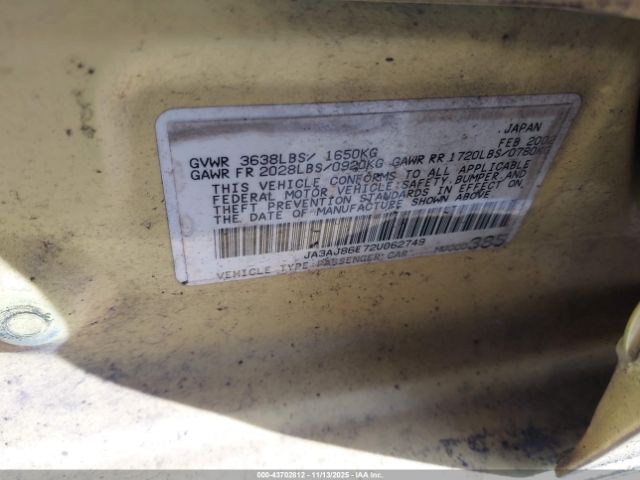 JAPAN
GVWR 3638LBS/ 1650KG FEB 2002
GAWR FR 2028LBS/0920KG GAWR RR 1720LBS/0780KG
THIS VEHICLE CONFORMS TO ALL APPLICABLE
FEDERAL MOTOR VEHICLE SAFETY, BUMPER, AND
THEFT PREVENTION STANDARDS IN EFFECT ON
THE DATE OF MANUFACTURE SHOWN ABOVE.
JA3AJ86E72U062749
VEHICLE TYPE PASSENGER CAR 385
000-43702612 - 11/13/2025 - IAA Inc.